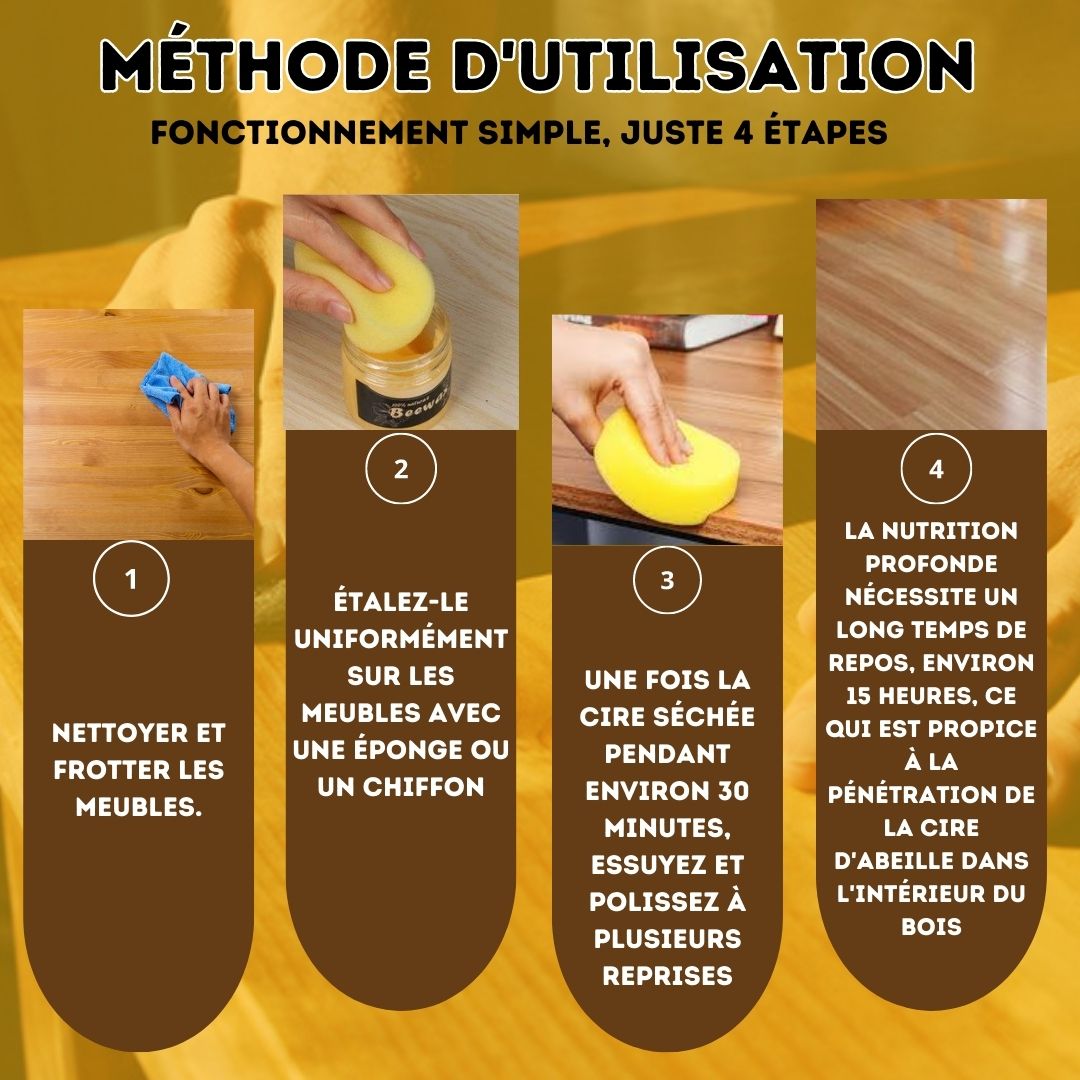 MÉTHODE D'UTILISATION
FONCTIONNEMENT SIMPLE, JUSTE 4 ÉTAPES
1
NETTOYER ET
FROTTER LES
MEUBLES.
100% natural
Beewax
2
ÉTALEZ-LE
UNIFORMÉMENT
SUR LES
MEUBLES AVEC
UNE ÉPONGE OU
UN CHIFFON
3
UNE FOIS LA
CIRE SÉCHÉE
PENDANT
ENVIRON 30
MINUTES,
ESSUYEZ ET
POLISSEZ À
PLUSIEURS
REPRISES
4
LA NUTRITION
PROFONDE
NÉCESSITE UN
LONG TEMPS DE
REPOS, ENVIRON
15 HEURES, CE
QUI EST PROPICE
À LA
PÉNÉTRATION DE
LA CIRE
D'ABEILLE DANS
L'INTÉRIEUR DU
BOIS